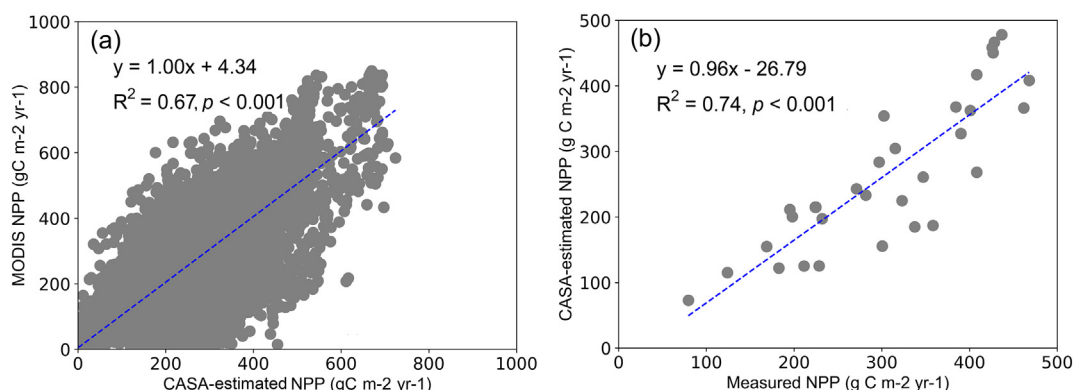 (a)
y = 1.00x + 4.34
R² = 0.67, p < 0.001
MODIS NPP (gC m-2 yr-1)
1000
800
600
400
200
0
0 200 400 600 800 1000
CASA-estimated NPP (gC m-2 yr-1)
(b)
y = 0.96x - 26.79
R² = 0.74, p < 0.001
CASA-estimated NPP (g C m-2 yr-1)
500
400
300
200
100
0
0 100 200 300 400 500
Measured NPP (g C m-2 yr-1)